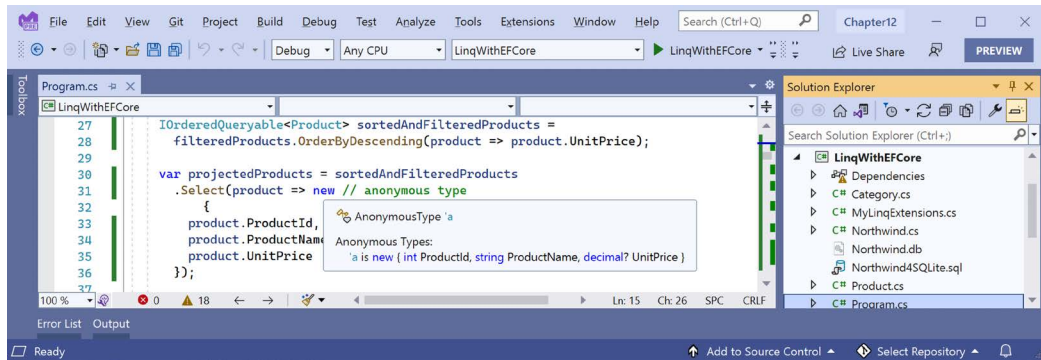 File Edit View Git Project Build Debug Test Analyze Tools Extensions Window Help Search (Ctrl+Q) Chapter12
Debug Any CPU LinqWithEFCore LinqWithEFCore Live Share PREVIEW
Toolbox
Program.cs
C# LinqWithEFCore
27 IOrderedQueryable<Product> sortedAndFilteredProducts =
28 filteredProducts.OrderByDescending(product => product.UnitPrice);
29
30 var projectedProducts = sortedAndFilteredProducts
31 .Select(product => new // anonymous type
32 {
33 product.ProductId,
34 product.ProductName
35 product.UnitPrice
36 });
37
AnonymousType 'a
Anonymous Types:
'a is new { int ProductId, string ProductName, decimal? UnitPrice }
100 % 0 18 Ln: 15 Ch: 26 SPC CRLF
Solution Explorer
Search Solution Explorer (Ctrl+;)
C# LinqWithEFCore
Dependencies
C# Category.cs
C# MyLinqExtensions.cs
C# Northwind.cs
Northwind.db
Northwind4SQLite.sql
C# Product.cs
C# Program.cs
Error List Output
Ready Add to Source Control Select Repository